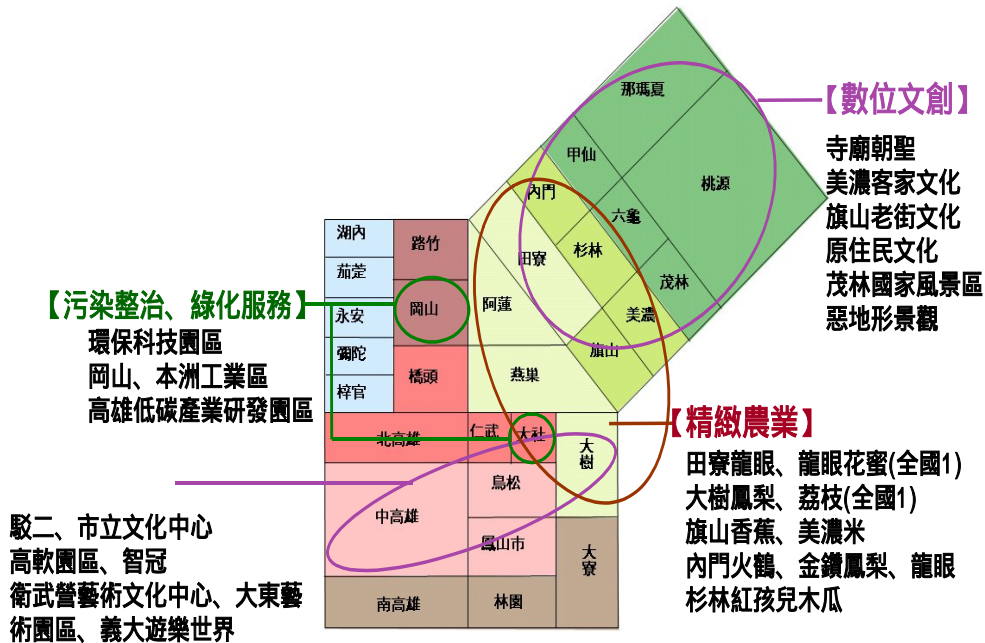 【數位文創】
寺廟朝聖
美濃客家文化
旗山老街文化
原住民文化
茂林國家風景區
惡地形景觀
那瑪夏
甲仙
桃源
內門
六龜
杉林
田寮
茂林
阿蓮
美濃
旗山
燕巢
湖內
路竹
茄萣
岡山
永安
彌陀
橋頭
梓官
北高雄
仁武
大社
大樹
鳥松
中高雄
鳳山市
大寮
南高雄
林園
【污染整治、綠化服務】
環保科技園區
岡山、本洲工業區
高雄低碳產業研發園區
【精緻農業】
田寮龍眼、龍眼花蜜(全國1)
大樹鳳梨、荔枝(全國1)
旗山香蕉、美濃米
內門火鶴、金鑽鳳梨、龍眼
杉林紅孩兒木瓜
駁二、市立文化中心
高軟園區、智冠
衛武營藝術文化中心、大東藝
術園區、義大遊樂世界